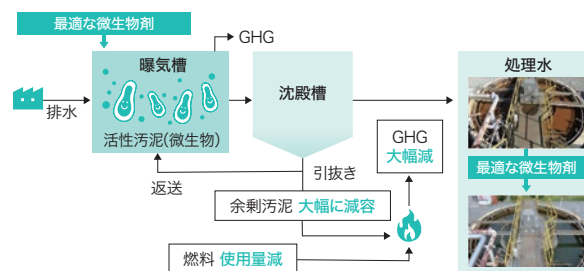 最適な微生物剤
GHG
曝気槽
活性汚泥(微生物)
排水
沈殿槽
処理水
最適な微生物剤
GHG
大幅減
返送
引抜き
余剰汚泥 大幅に減容
燃料 使用量減